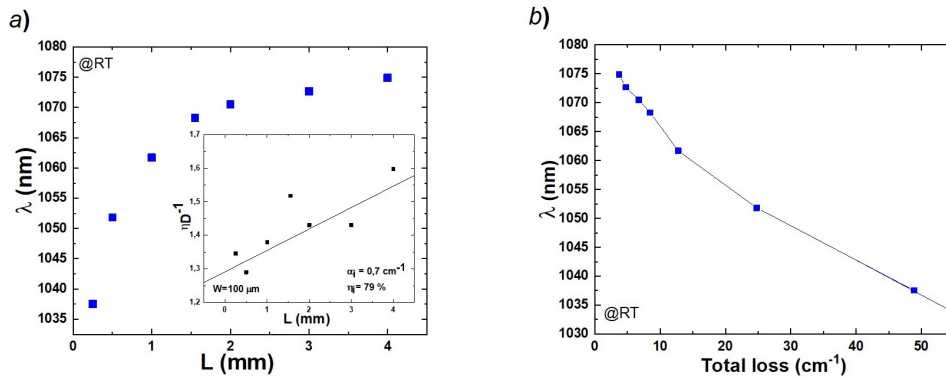 a)
@RT
1080
1075
1070
1065
1060
1055
1050
1045
1040
1035
λ (nm)
0 1 2 3 4
L (mm)
1,7
1,6
1,5
1,4
1,3
1,2
ηD⁻¹
W=100 μm
αi = 0,7 cm⁻¹
ηi= 79 %
0 1 2 3 4
L (mm)
b)
1080
1075
1070
1065
1060
1055
1050
1045
1040
1035
1030
λ (nm)
@RT
0 10 20 30 40 50
Total loss (cm⁻¹)